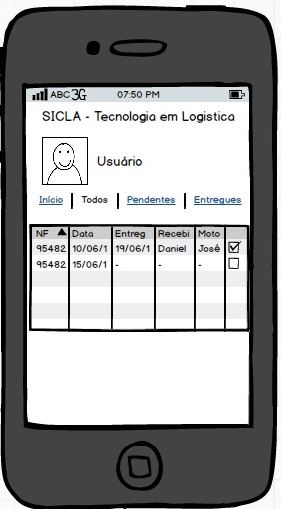 ABC 3G 07:50 PM
SICLA - Tecnologia em Logistica
Usuário
Início Todos Pendentes Entregues
NF Data Entreg Recebi Moto
95482 10/06/1 19/06/1 Daniel José
95482 15/06/1 - - -